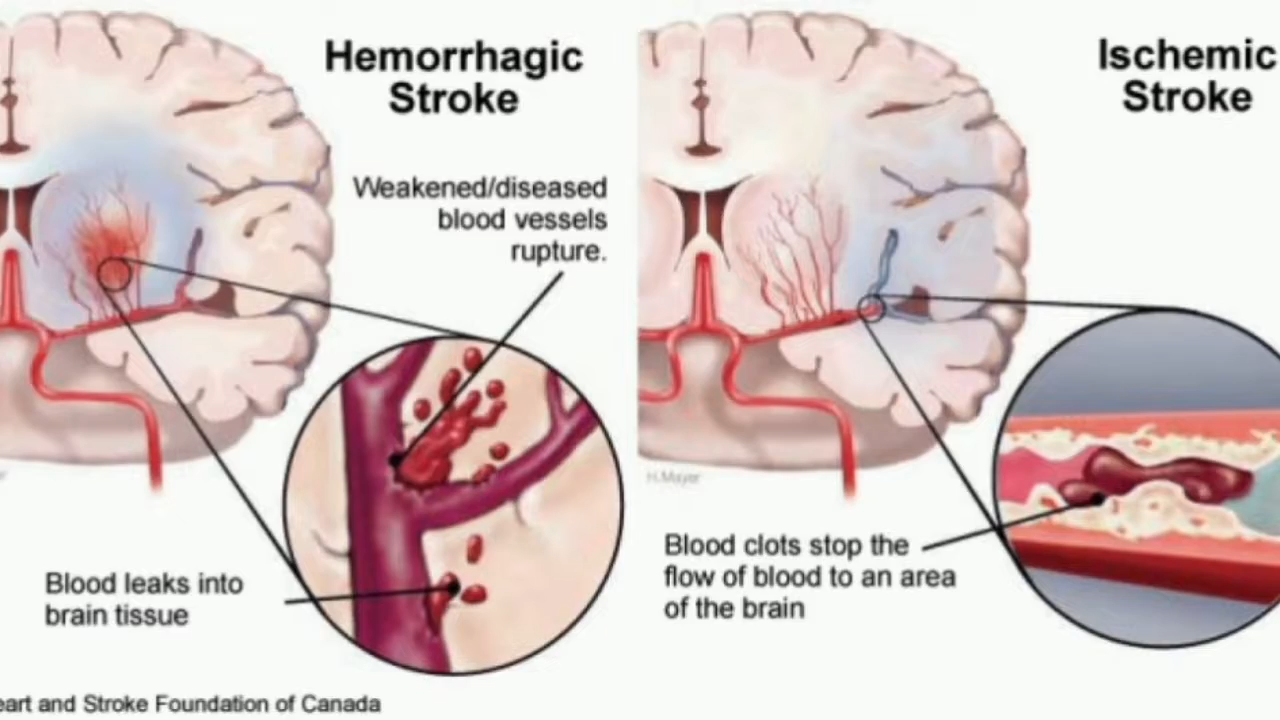 Hemorrhagic
Stroke
Weakened/diseased
blood vessels
rupture.
Blood leaks into
brain tissue
Ischemic
Stroke
H.Mayer
Blood clots stop the
flow of blood to an area
of the brain
eart and Stroke Foundation of Canada